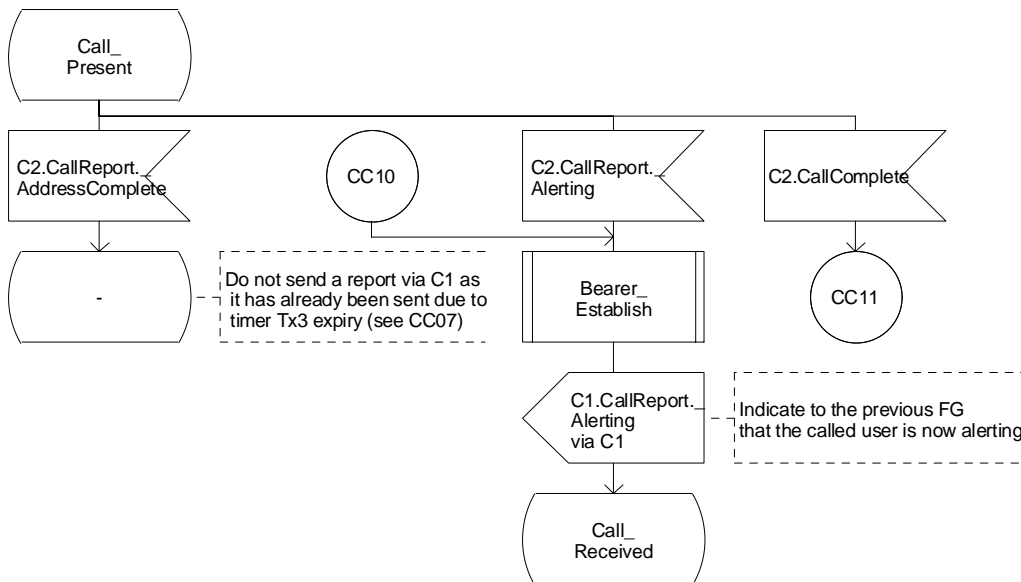 Call_
Present
C2.CallReport._
AddressComplete
CC10
C2.CallReport._
Alerting
C2.CallComplete
-
Do not send a report via C1 as
it has already been sent due to
timer Tx3 expiry (see CC07)
Bearer_
Establish
CC11
C1.CallReport._
Alerting
via C1
Indicate to the previous FG
that the called user is now alerting
Call_
Received